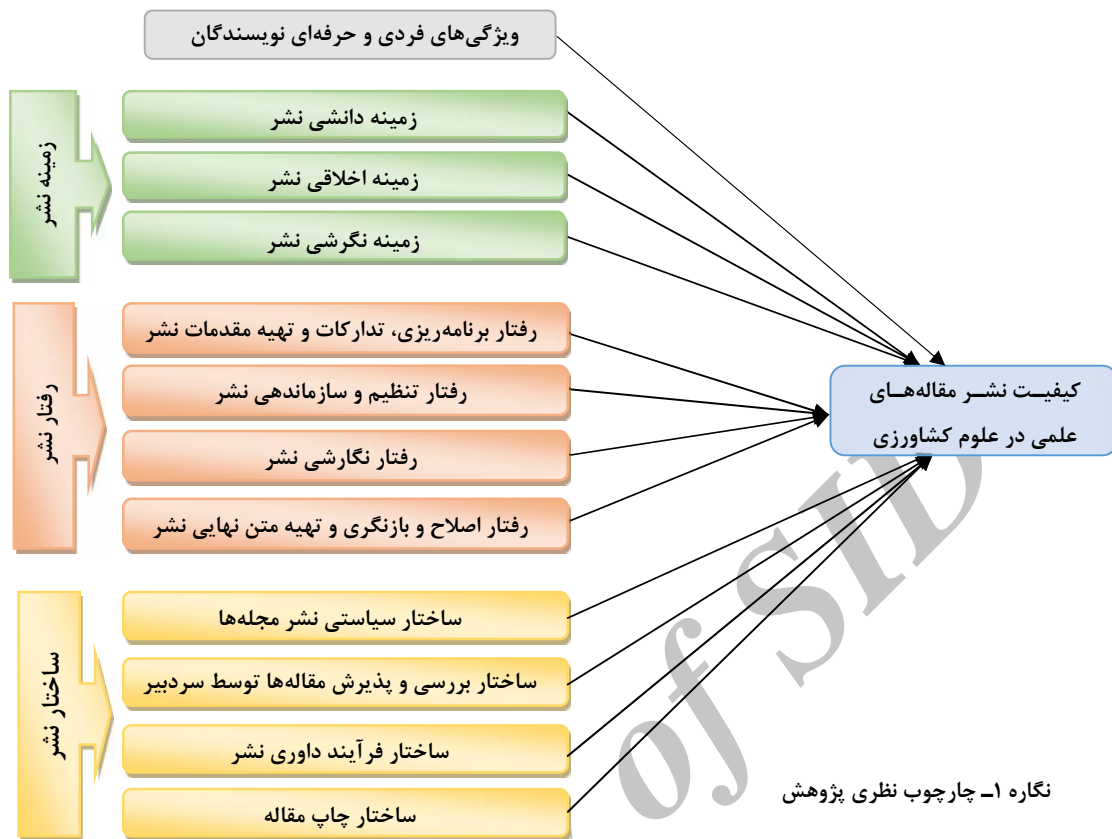 ویژگی‌های فردی و حرفه‌ای نویسندگان
زمینه نشر
زمینه دانشی نشر
زمینه اخلاقی نشر
زمینه نگرشی نشر
رفتار نشر
رفتار برنامه‌ریزی، تدارکات و تهیه مقدمات نشر
رفتار تنظیم و سازماندهی نشر
رفتار نگارشی نشر
رفتار اصلاح و بازنگری و تهیه متن نهایی نشر
ساختار نشر
ساختار سیاستی نشر مجله‌ها
ساختار بررسی و پذیرش مقاله‌ها توسط سردبیر
ساختار فرآیند داوری نشر
ساختار چاپ مقاله
کیفیــت نشــر مقاله‌هــای
علمی در علوم کشاورزی
of SID
نگاره ۱ـ چارچوب نظری پژوهش